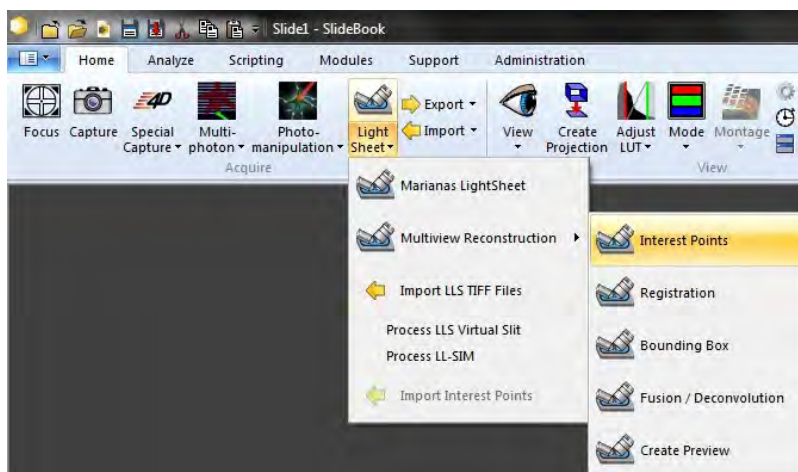 Slide1 - SlideBook
Home Analyze Scripting Modules Support Administration
4D
Export
Import
Focus Capture Special Capture Multi-photon Photo-manipulation Light Sheet View Create Projection Adjust LUT Mode Montage
Acquire View
Marianas LightSheet
Multiview Reconstruction
Import LLS TIFF Files
Process LLS Virtual Slit
Process LL-SIM
Import Interest Points
Interest Points
Registration
Bounding Box
Fusion / Deconvolution
Create Preview